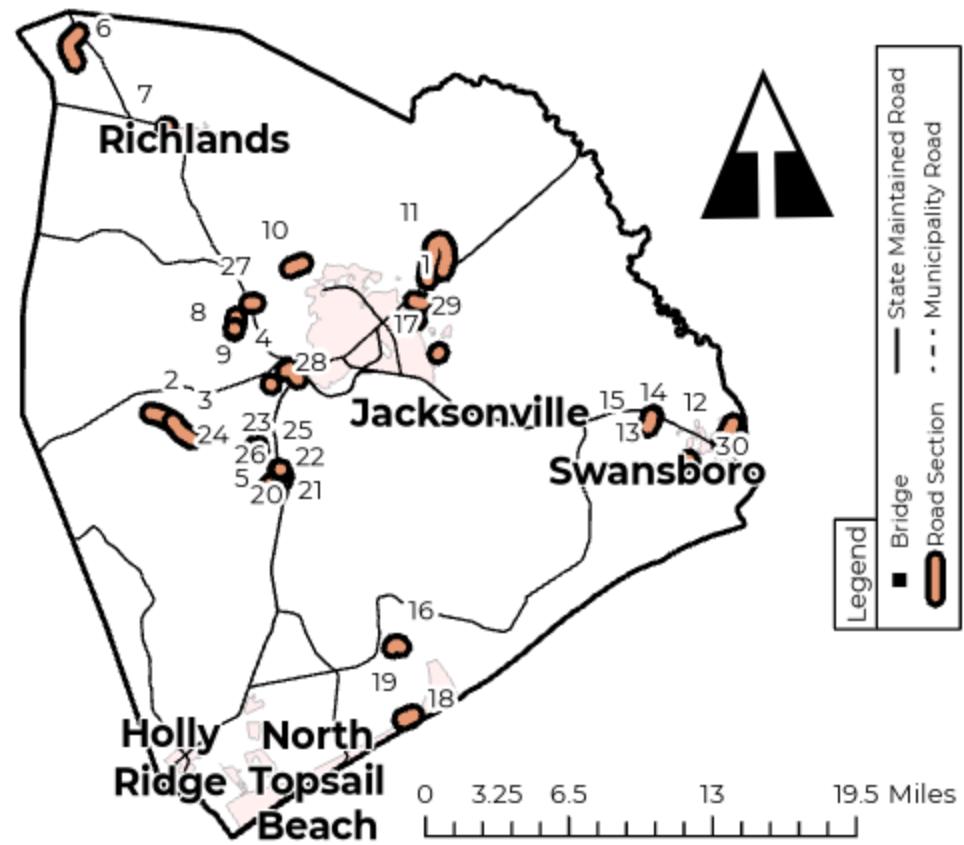 6
7
Richlands
11
10
1
27
29
8
17
4
9
28
2
3
Jacksonville
15
14
12
23
25
13
24
30
26
22
Swansboro
5
20
21
16
19
18
Holly
Ridge
North
Topsail
Beach
0 3.25 6.5 13 19.5 Miles
Legend
Bridge
Road Section
State Maintained Road
Municipality Road